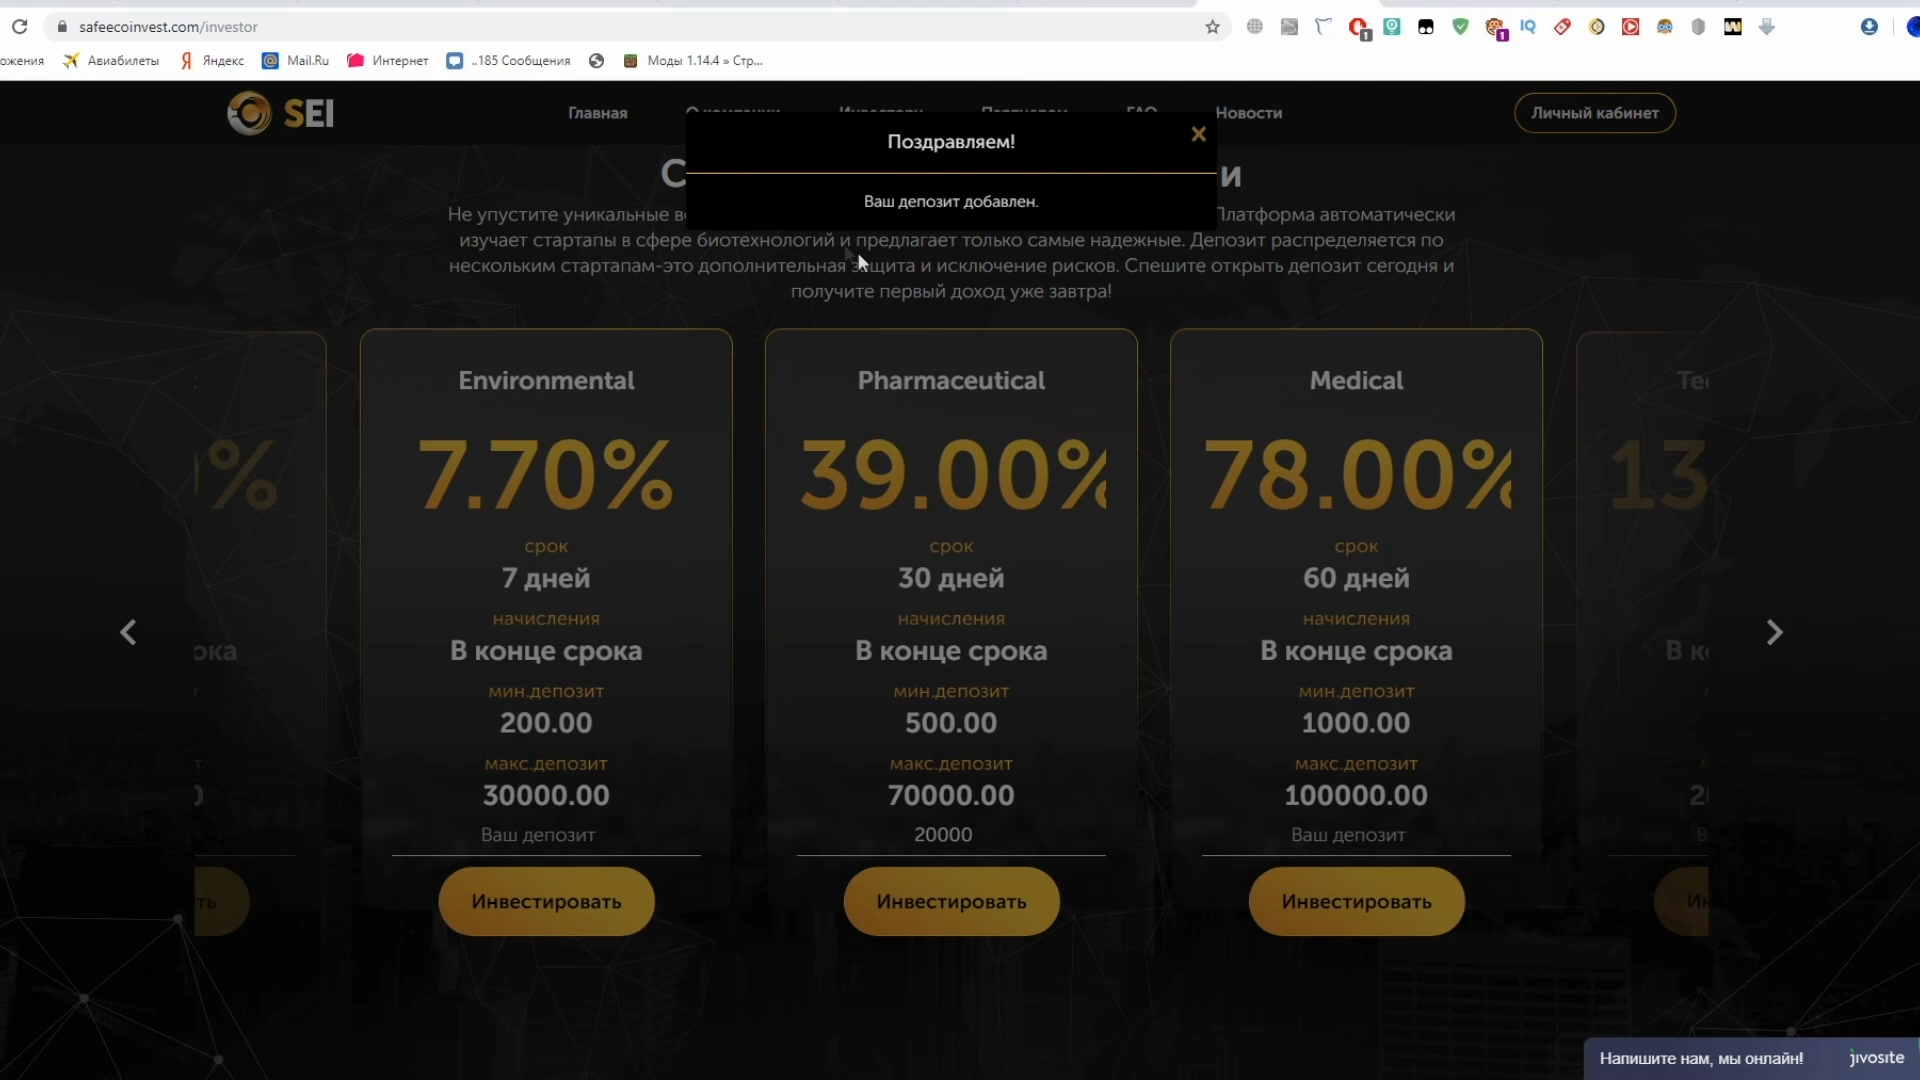 safeecoinvest.com/investor
ожения
Авиабилеты
Яндекс
Mail.Ru
Интернет
..185 Сообщения
Моды 1.14.4 » Стр...
SEI
Главная
О компании
Инвестору
Партнерам
FAQ
Новости
Личный кабинет
Поздравляем!
Ваш депозит добавлен.
Не упустите уникальные
Платформа автоматически
изучает стартапы в сфере биотехнологий и предлагает только самые надежные. Депозит распределяется по
нескольким стартапам-это дополнительная защита и исключение рисков. Спешите открыть депозит сегодня и
получите первый доход уже завтра!
Environmental
7.70%
срок
7 дней
начисления
В конце срока
мин.депозит
200.00
макс.депозит
30000.00
Ваш депозит
Инвестировать
Pharmaceutical
39.00%
срок
30 дней
начисления
В конце срока
мин.депозит
500.00
макс.депозит
70000.00
20000
Инвестировать
Medical
78.00%
срок
60 дней
начисления
В конце срока
мин.депозит
1000.00
макс.депозит
100000.00
Ваш депозит
Инвестировать
Напишите нам, мы онлайн!
jivosite